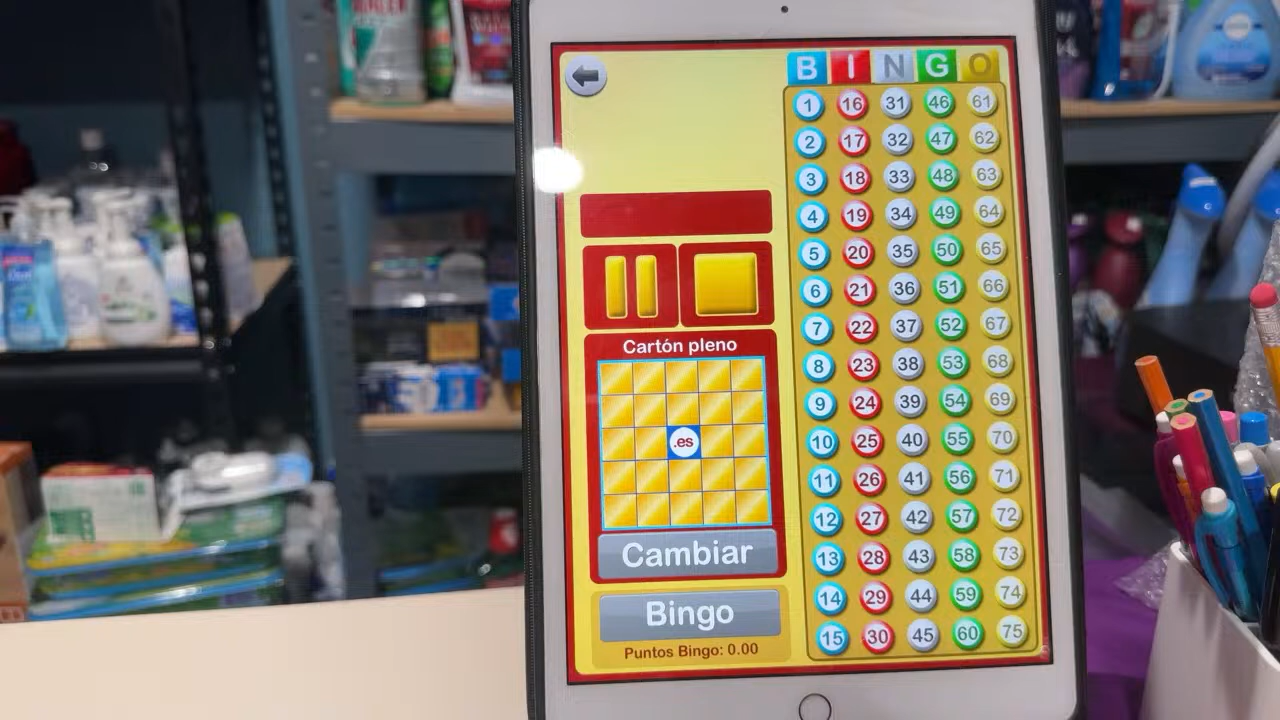 B I N G O
1 16 31 46 61
2 17 32 47 62
3 18 33 48 63
4 19 34 49 64
5 20 35 50 65
6 21 36 51 66
7 22 37 52 67
8 23 38 53 68
9 24 39 54 69
10 25 40 55 70
11 26 41 56 71
12 27 42 57 72
13 28 43 58 73
14 29 44 59 74
15 30 45 60 75
Cartón pleno
.es
Cambiar
Bingo
Puntos Bingo: 0.00